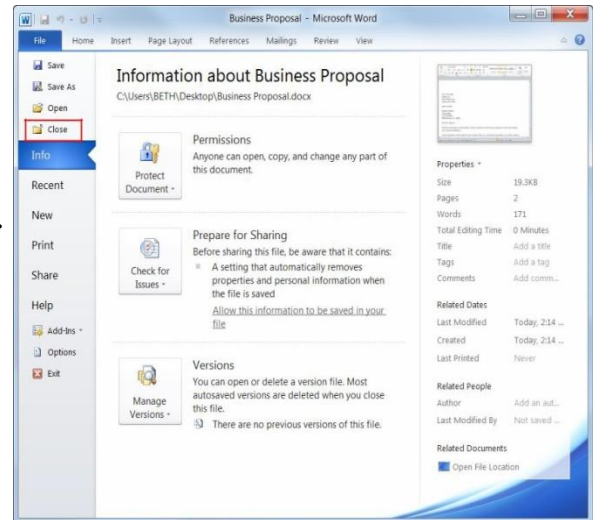 Business Proposal - Microsoft Word
File Home Insert Page Layout References Mailings Review View
Save
Save As
Open
Close
Info
Recent
New
Print
Share
Help
Add-Ins
Options
Exit
Information about Business Proposal
C:\Users\BETH\Desktop\Business Proposal.docx
Protect
Document
Permissions
Anyone can open, copy, and change any part of
this document.
Check for
Issues
Prepare for Sharing
Before sharing this file, be aware that it contains:
A setting that automatically removes
properties and personal information when
the file is saved
Allow this information to be saved in your
file
Manage
Versions
Versions
You can open or delete a version file. Most
autosaved versions are deleted when you close
this file.
There are no previous versions of this file.
Properties
Size 19.3KB
Pages 2
Words 171
Total Editing Time 0 Minutes
Title Add a title
Tags Add a tag
Comments Add comm...
Related Dates
Last Modified Today, 2:14 ...
Created Today, 2:14 ...
Last Printed Never
Related People
Author Add an aut...
Last Modified By Not saved ...
Related Documents
Open File Location